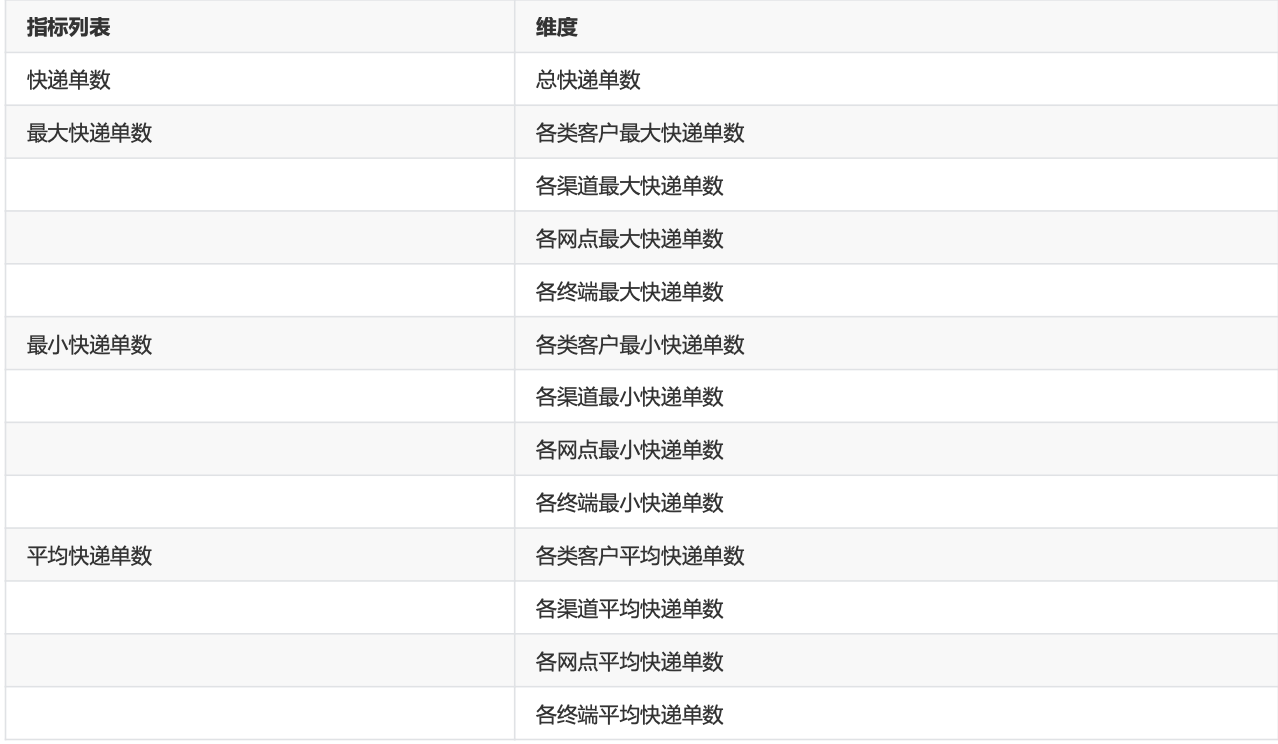 指标列表 维度
快递单数 总快递单数
最大快递单数 各类客户最大快递单数
各渠道最大快递单数
各网点最大快递单数
各终端最大快递单数
最小快递单数 各类客户最小快递单数
各渠道最小快递单数
各网点最小快递单数
各终端最小快递单数
平均快递单数 各类客户平均快递单数
各渠道平均快递单数
各网点平均快递单数
各终端平均快递单数